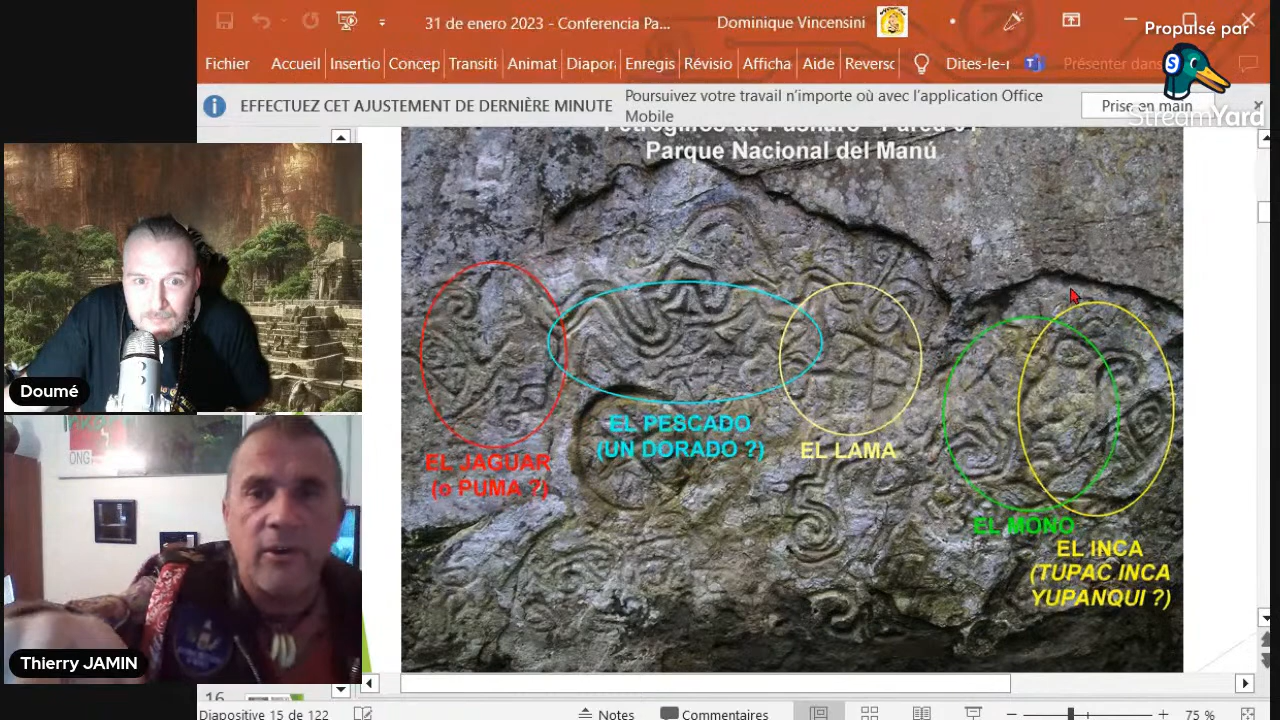 31 de enero 2023 - Conferencia Pa...
Dominique Vincensini
Propulsé par
StreamYard
Fichier
Accueil
Insertio
Concep
Transiti
Animat
Diapor
Enregis
Révisio
Afficha
Aide
Reversc
Dites-le-r
Présenter dans
EFFECTUEZ CET AJUSTEMENT DE DERNIÈRE MINUTE
Poursuivez votre travail n'importe où avec l'application Office
Mobile
Prise en main
Parque Nacional del Manú
EL JAGUAR
(o PUMA ?)
EL PESCADO
(UN DORADO ?)
EL LAMA
EL MONO
EL INCA
(TUPAC INCA
YUPANQUI ?)
Doumé
ONG
Thierry JAMIN
16
Diapositive 15 de 122
Notes
Commentaires
75 %